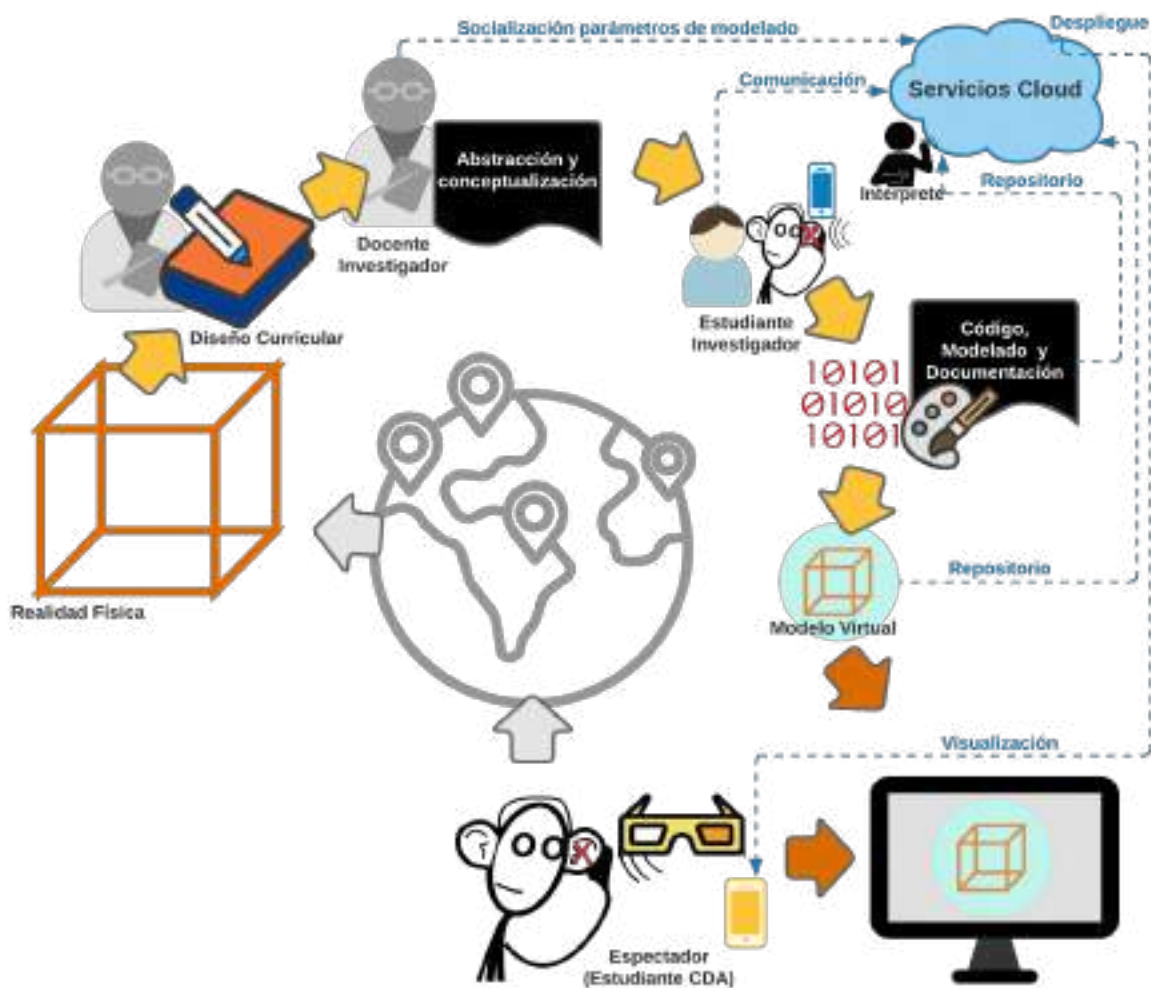 Socialización parámetros de modelado
Despliegue
Comunicación
Servicios Cloud
Abstracción y
conceptualización
Interprete
Repositorio
Docente
Investigador
Diseño Curricular
Estudiante
Investigador
Código,
Modelado y
Documentación
10101
01010
10101
Repositorio
Realidad Física
Modelo Virtual
Visualización
Espectador
(Estudiante CDA)